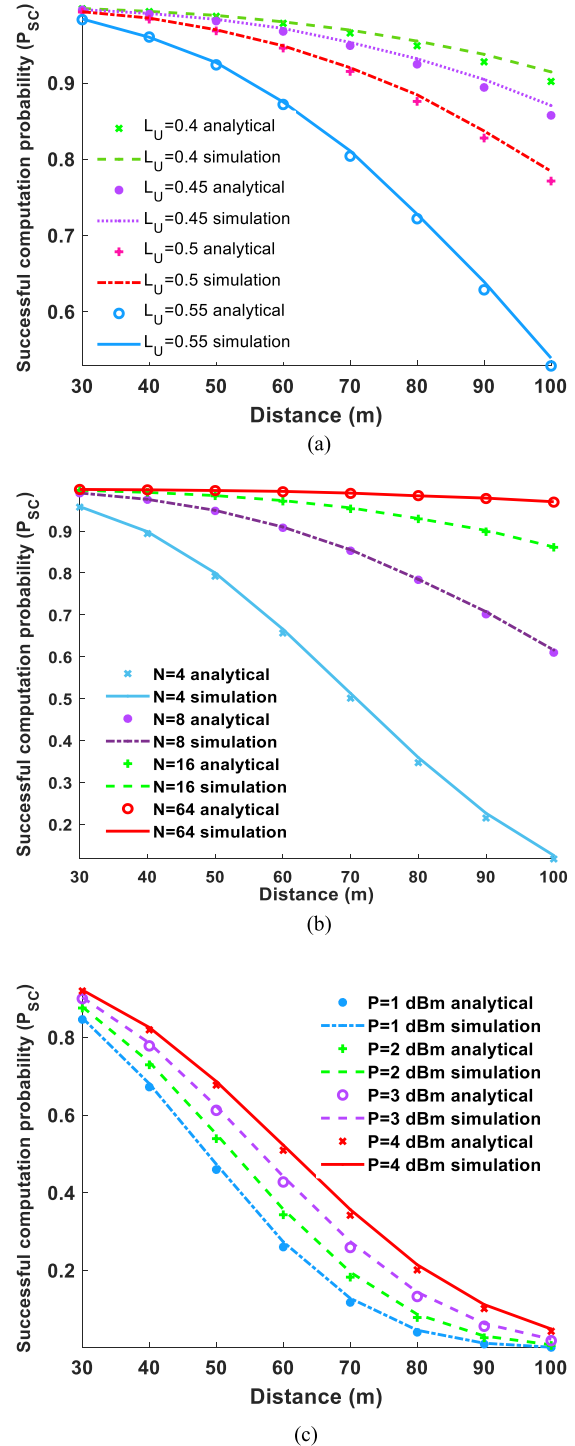 Successful computation probability (P_SC)
0.9
0.8
0.7
0.6
L_U=0.4 analytical
L_U=0.4 simulation
L_U=0.45 analytical
L_U=0.45 simulation
L_U=0.5 analytical
L_U=0.5 simulation
L_U=0.55 analytical
L_U=0.55 simulation
30 40 50 60 70 80 90 100
Distance (m)
(a)
Successful computation probability (P_SC)
0.9
0.8
0.7
0.6
0.5
0.4
0.3
0.2
N=4 analytical
N=4 simulation
N=8 analytical
N=8 simulation
N=16 analytical
N=16 simulation
N=64 analytical
N=64 simulation
30 40 50 60 70 80 90 100
Distance (m)
(b)
Successful computation probability (P_SC)
0.8
0.6
0.4
0.2
P=1 dBm analytical
P=1 dBm simulation
P=2 dBm analytical
P=2 dBm simulation
P=3 dBm analytical
P=3 dBm simulation
P=4 dBm analytical
P=4 dBm simulation
30 40 50 60 70 80 90 100
Distance (m)
(c)